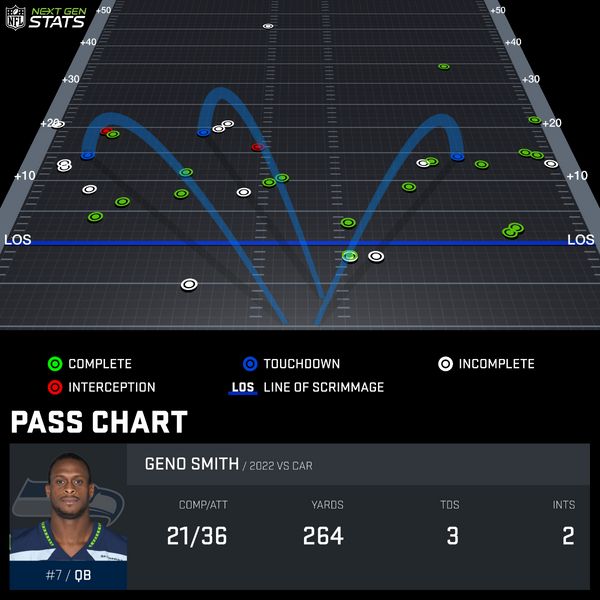 NFL NEXT GEN STATS
+50 +50
+40 +40
+30 +30
+20 +20
+10 +10
LOS LOS
COMPLETE TOUCHDOWN INCOMPLETE
INTERCEPTION LOS LINE OF SCRIMMAGE
PASS CHART
GENO SMITH / 2022 VS CAR
COMP/ATT YARDS TDS INTS
21/36 264 3 2
#7 / QB